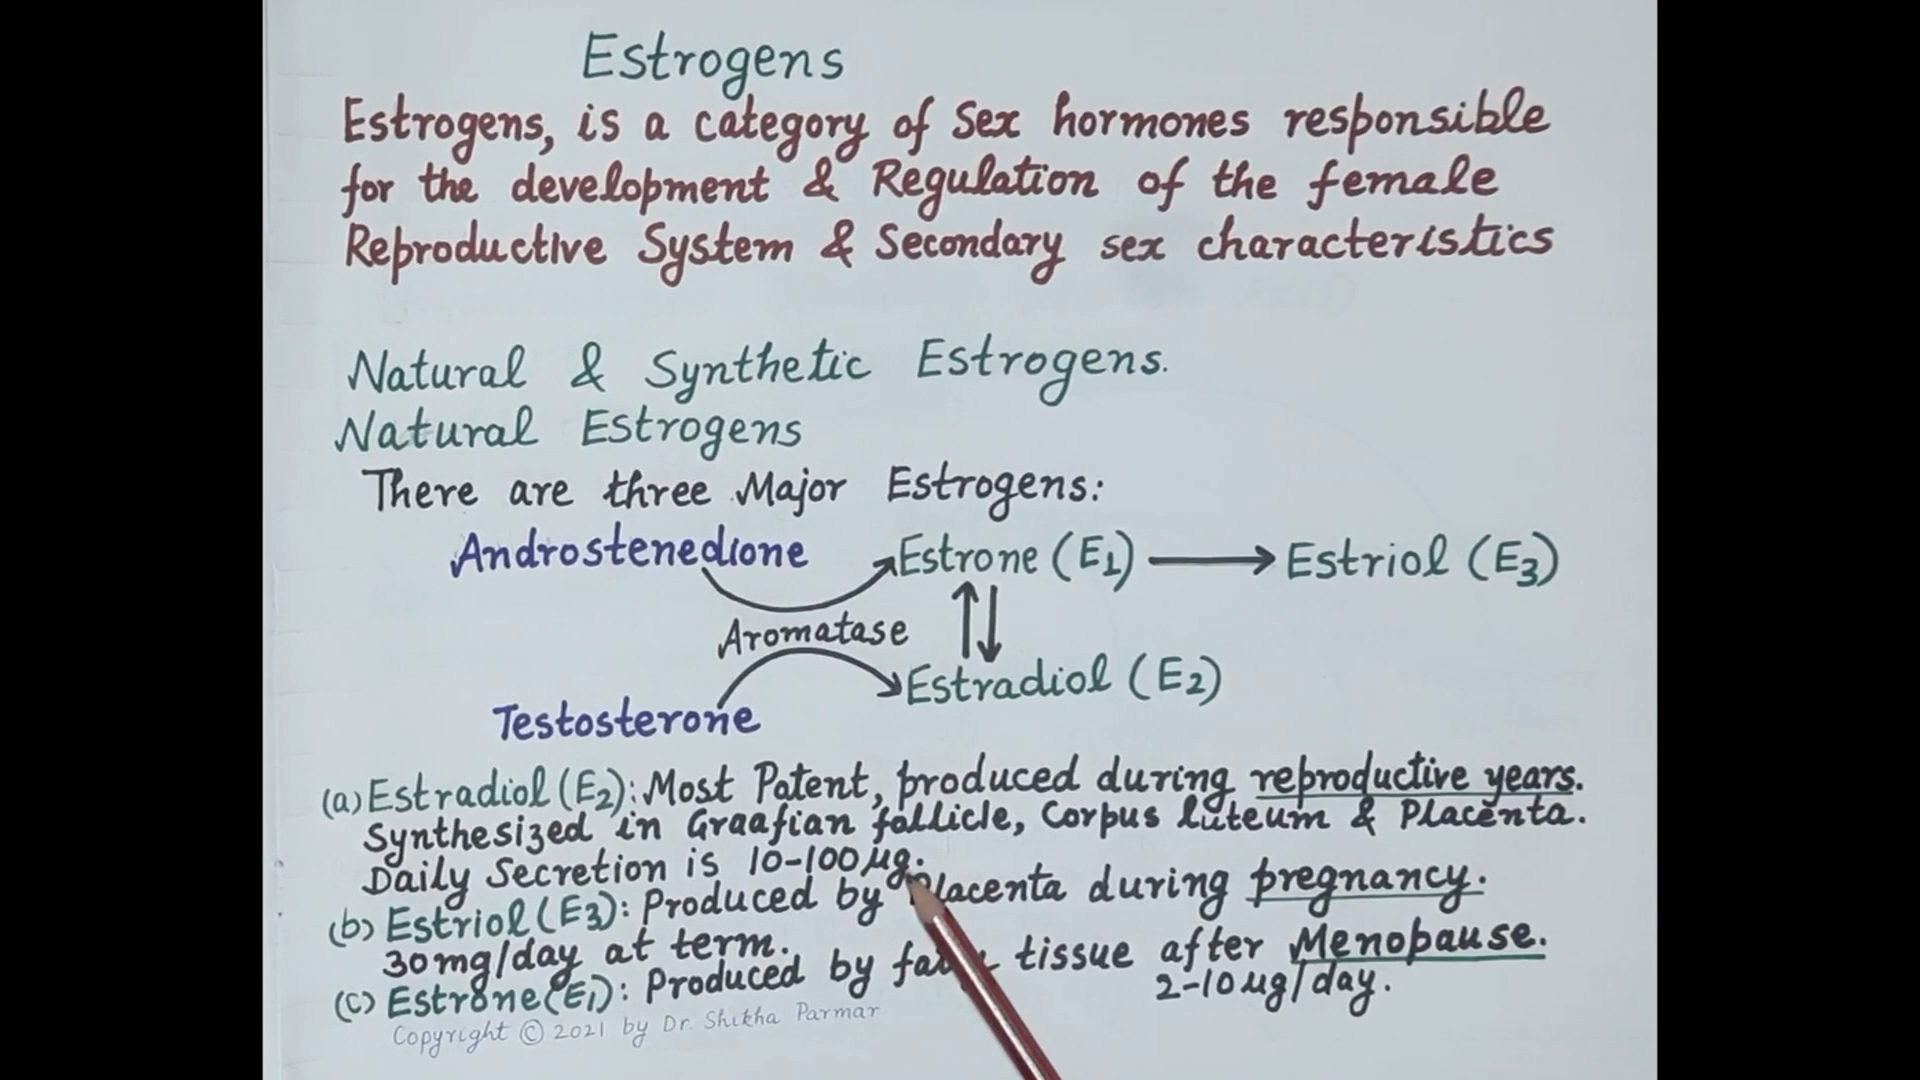 Estrogens
Estrogens, is a category of Sex hormones responsible
for the development & Regulation of the female
Reproductive System & Secondary sex characteristics
Natural & Synthetic Estrogens.
Natural Estrogens
There are three Major Estrogens:
Androstenedione Estrone (E1) Estriol (E3)
Aromatase
Estradiol (E2)
Testosterone
(a) Estradiol (E2): Most Patent, produced during reproductive years.
Synthesized in Graafian follicle, Corpus luteum & Placenta.
Daily Secretion is 10-100 µg.
(b) Estriol (E3): Produced by Placenta during pregnancy.
30mg/day at term.
(c) Estrone (E1): Produced by tissue after Menopause.
2-10 µg/day.
Copyright © 2021 by Dr. Shikha Parmar